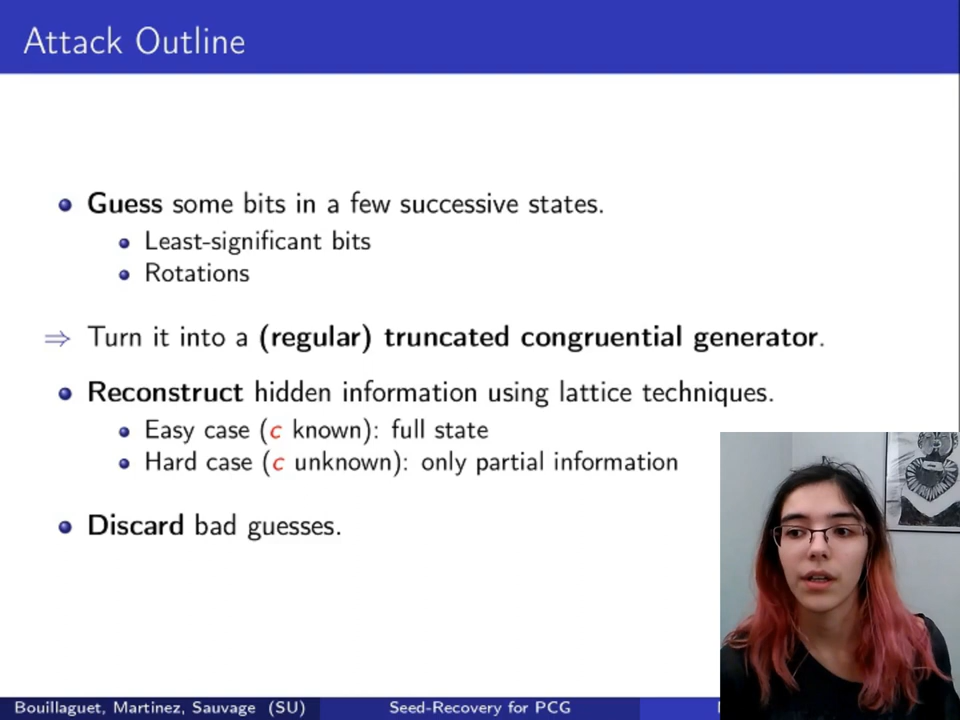 Attack Outline
Guess some bits in a few successive states.
Least-significant bits
Rotations
⇒ Turn it into a (regular) truncated congruential generator.
Reconstruct hidden information using lattice techniques.
Easy case (c known): full state
Hard case (c unknown): only partial information
Discard bad guesses.
Bouillaguet, Martinez, Sauvage (SU) Seed-Recovery for PCG